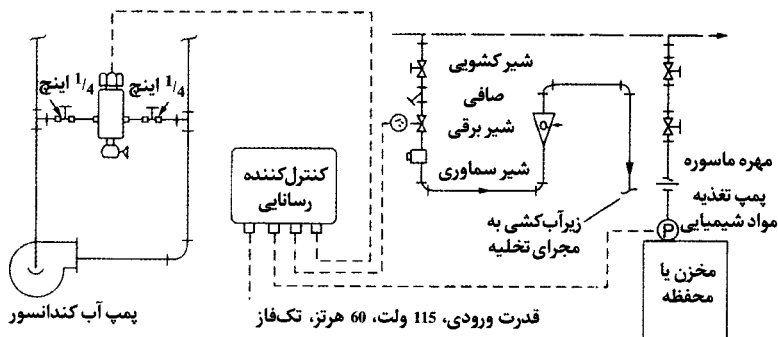 1/4 اینچ
1/4 اینچ
شیر کشویی
صافی
شیر برقی
شیر سماوری
کنترل‌کننده
رسانایی
زیرآب‌کشی به
مجرای تخلیه
مهره ماسوره
پمپ تغذیه
مواد شیمیایی
P
مخزن یا
محفظه
پمپ آب کندانسور
قدرت ورودی، 115 ولت، 60 هرتز، تک‌فاز